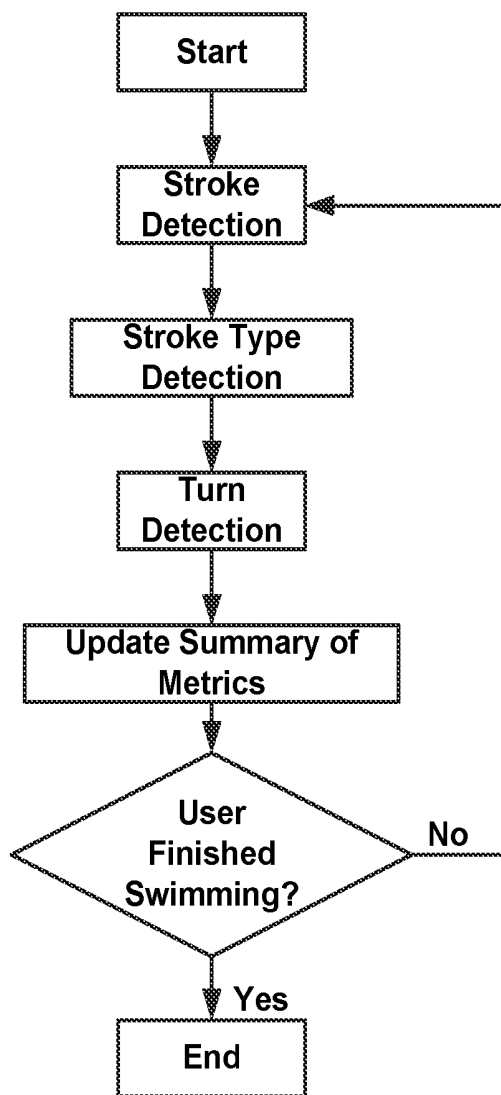 Start
Stroke
Detection
Stroke Type
Detection
Turn
Detection
Update Summary of
Metrics
User
Finished
Swimming?
No
Yes
End